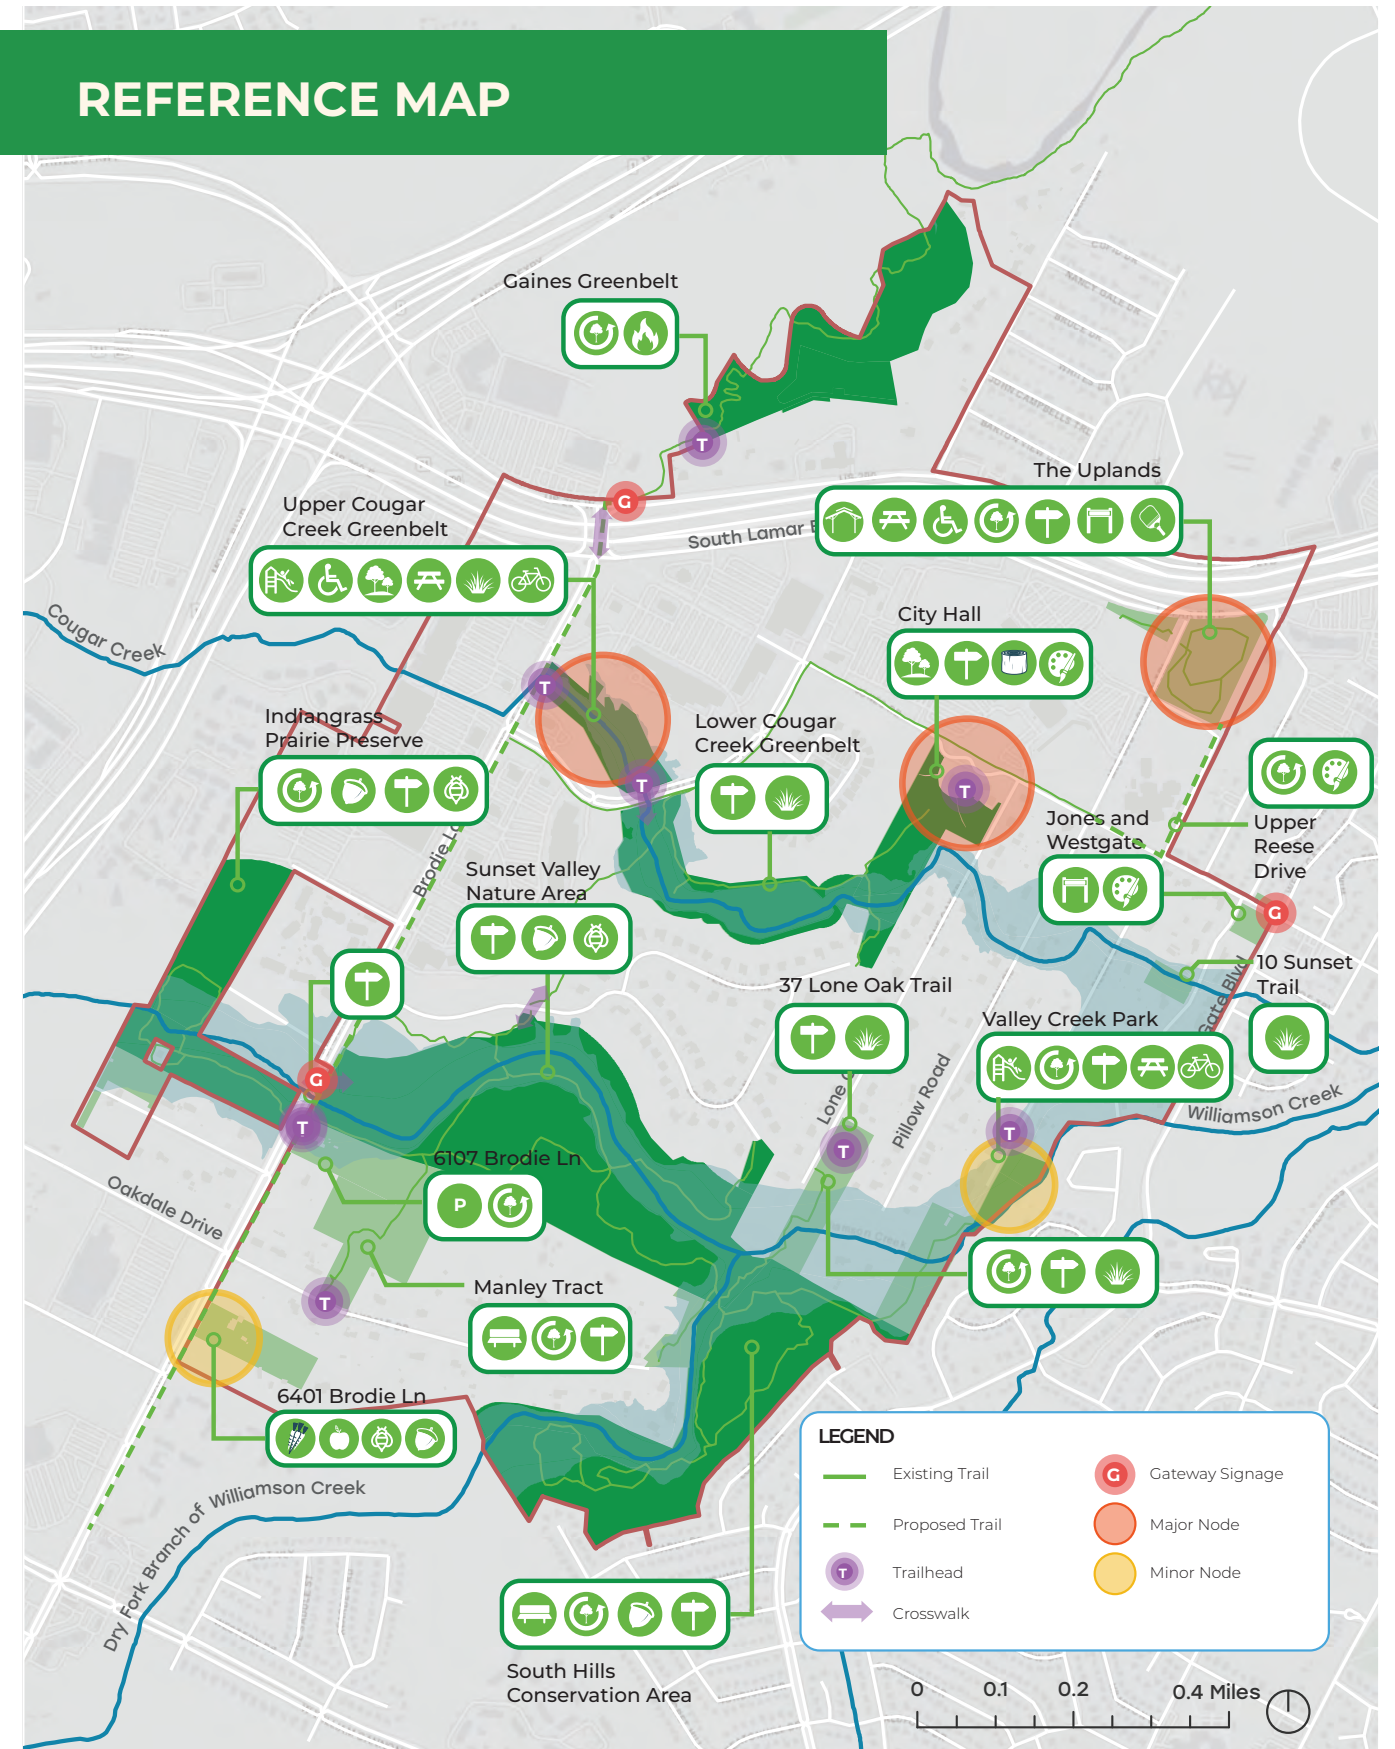 REFERENCE MAP
Gaines Greenbelt
T
The Uplands
G
Upper Cougar
Creek Greenbelt
South Lamar
Cougar Creek
City Hall
T
Indiangrass
Prairie Preserve
Lower Cougar
Creek Greenbelt
T
T
Jones and
Westgate
Upper
Reese
Drive
Brodie Ln
Sunset Valley
Nature Area
G
10 Sunset
Trail
37 Lone Oak Trail
Gate Blvd
Valley Creek Park
G
Lone
Pillow Road
Williamson Creek
T
T
T
6107 Brodie Ln
P
Oakdale Drive
Manley Tract
T
6401 Brodie Ln
Dry Fork Branch of Williamson Creek
South Hills
Conservation Area
LEGEND
Existing Trail
Proposed Trail
T Trailhead
Crosswalk
G Gateway Signage
Major Node
Minor Node
0 0.1 0.2 0.4 Miles